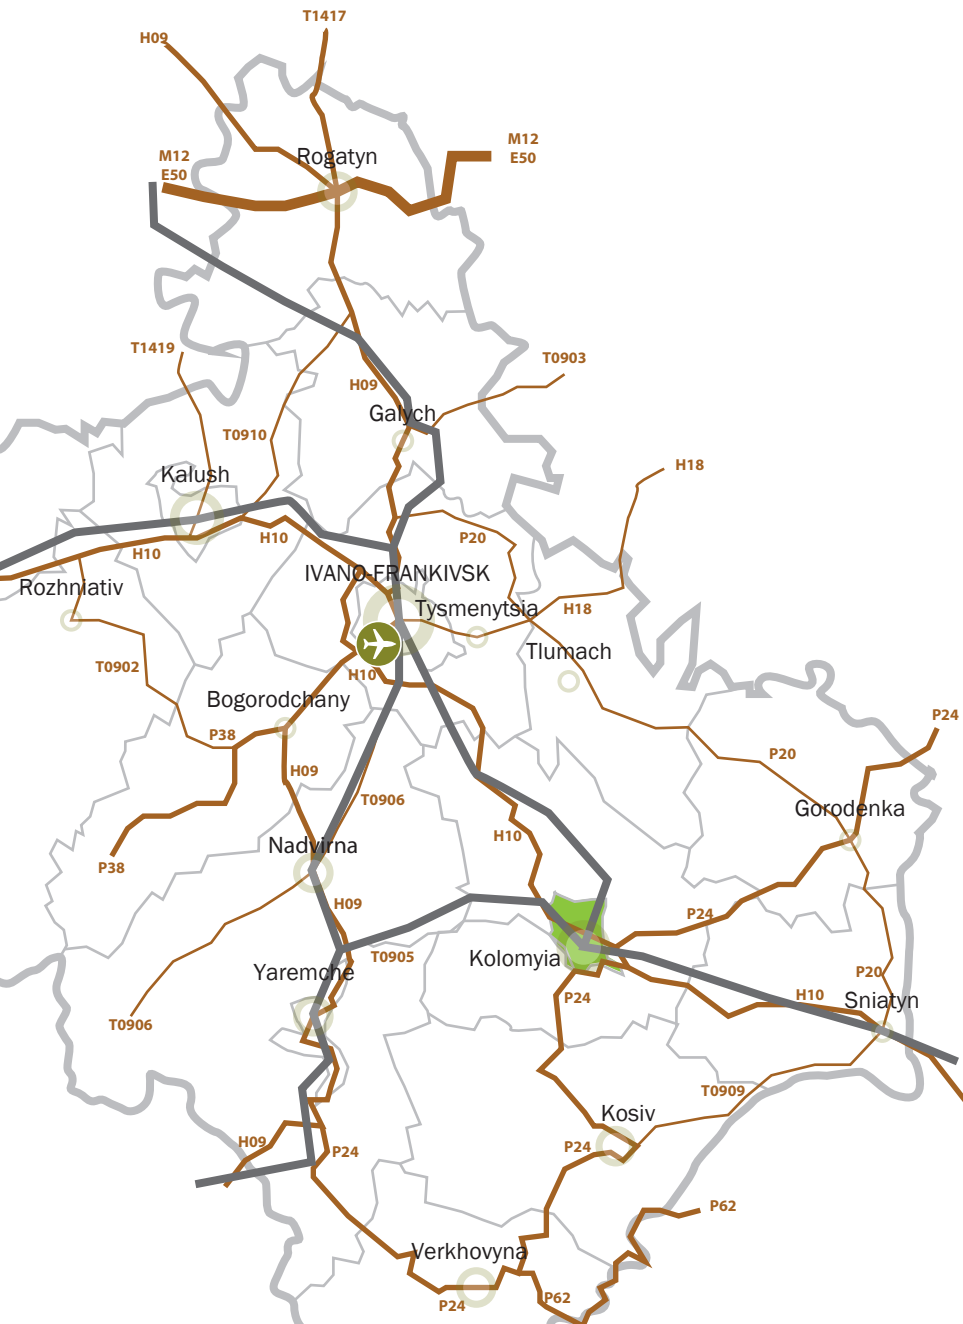 T1417
H09
M12
E50
M12
E50
Rogatyn
T1419
T0903
H09
Galych
T0910
Kalush
H18
H10
H10
P20
IVANO-FRANKIVSK
Rozhniativ
Tysmenytsia
H18
Tlumach
T0902
H10
Bogorodchany
P24
P38
P20
H09
T0906
Gorodenka
H10
Nadvirna
P38
H09
P24
T0905
Kolomyia
Yaremche
P20
P24
H10
Sniatyn
T0906
T0909
Kosiv
H09
P24
P24
P62
Verkhovyna
P24
P62